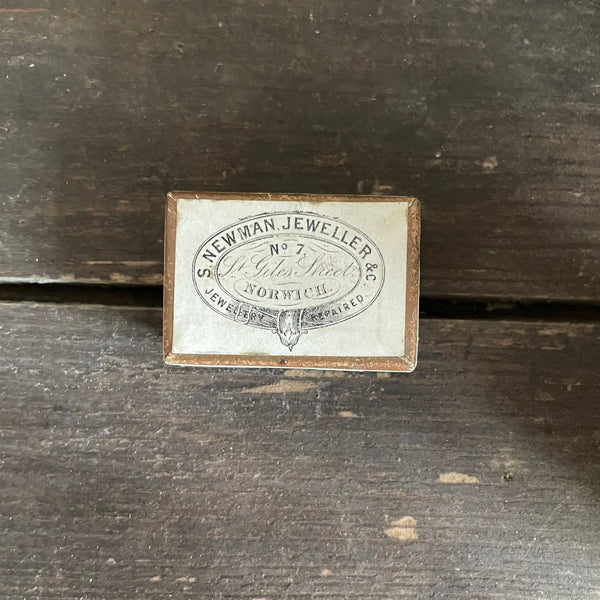 S. NEWMAN. JEWELLER &C.
No 7
St. Giles Street.
NORWICH.
JEWELLERY REPAIRED.